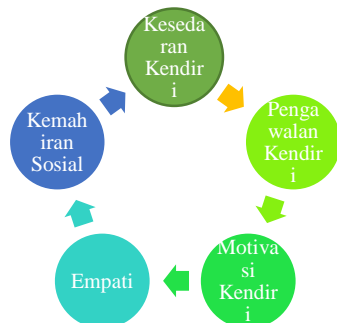 Keseda
ran
Kendir
i
Penga
walan
Kendir
i
Motiva
si
Kendir
i
Empati
Kemah
iran
Sosial